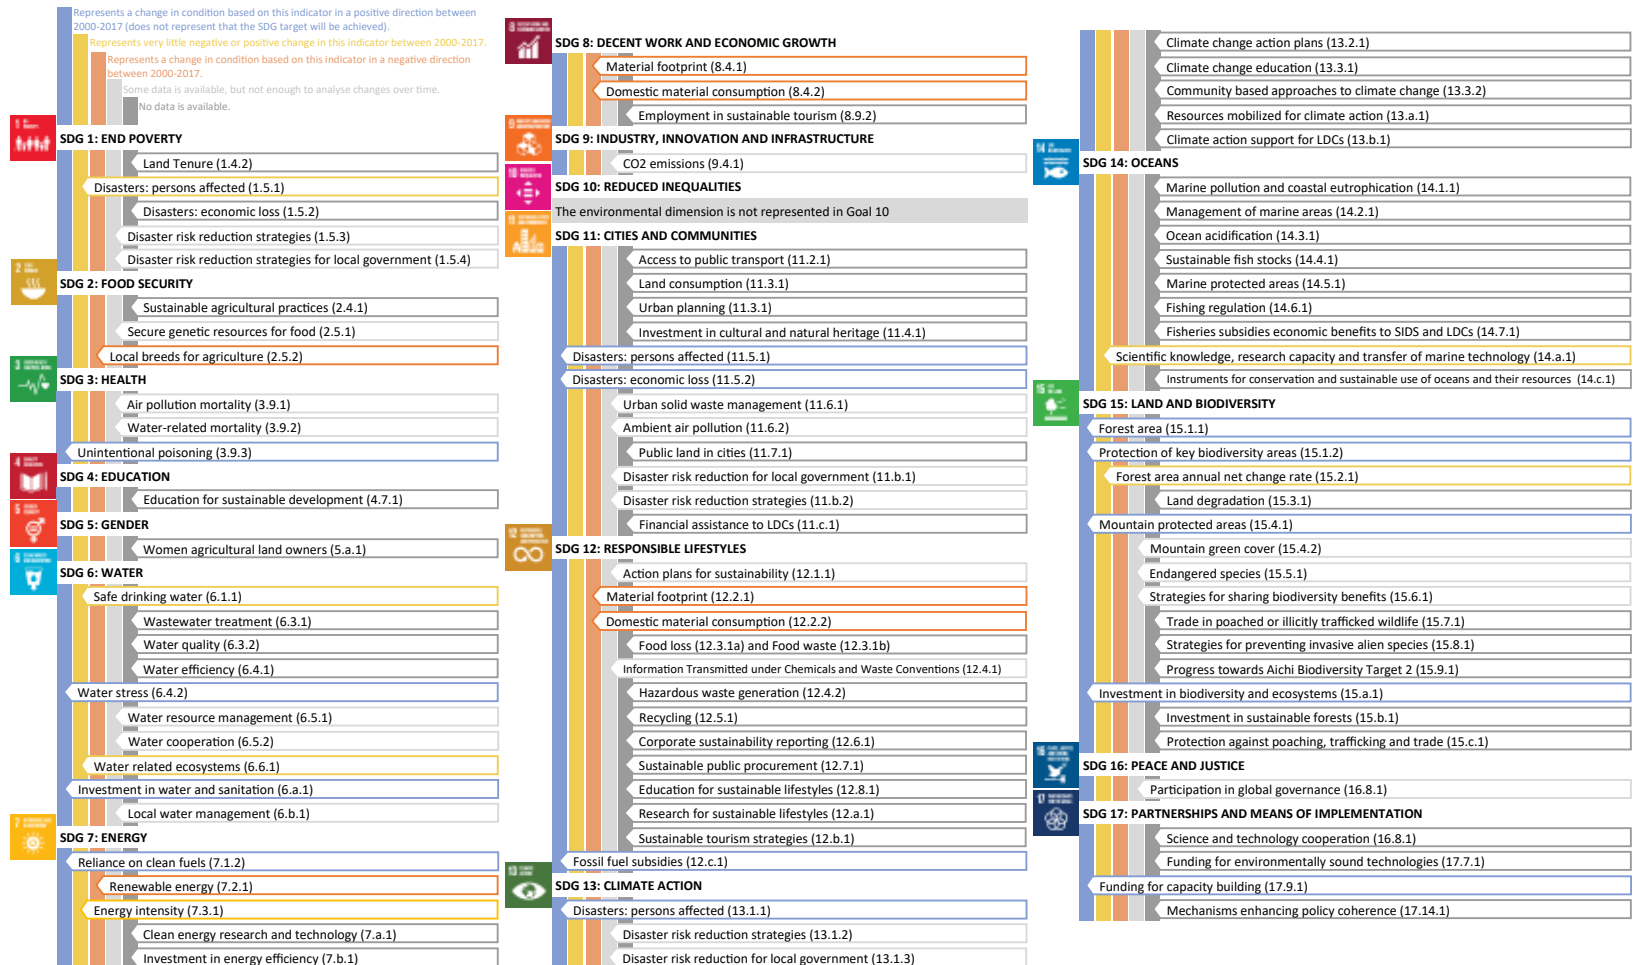 Represents a change in condition based on this indicator in a positive direction between
2000-2017 (does not represent that the SDG target will be achieved).
Represents very little negative or positive change in this indicator between 2000-2017.
Represents a change in condition based on this indicator in a negative direction
between 2000-2017.
Some data is available, but not enough to analyse changes over time.
No data is available.
SDG 1: END POVERTY
Land Tenure (1.4.2)
Disasters: persons affected (1.5.1)
Disasters: economic loss (1.5.2)
Disaster risk reduction strategies (1.5.3)
Disaster risk reduction strategies for local government (1.5.4)
SDG 2: FOOD SECURITY
Sustainable agricultural practices (2.4.1)
Secure genetic resources for food (2.5.1)
Local breeds for agriculture (2.5.2)
SDG 3: HEALTH
Air pollution mortality (3.9.1)
Water-related mortality (3.9.2)
Unintentional poisoning (3.9.3)
SDG 4: EDUCATION
Education for sustainable development (4.7.1)
SDG 5: GENDER
Women agricultural land owners (5.a.1)
SDG 6: WATER
Safe drinking water (6.1.1)
Wastewater treatment (6.3.1)
Water quality (6.3.2)
Water efficiency (6.4.1)
Water stress (6.4.2)
Water resource management (6.5.1)
Water cooperation (6.5.2)
Water related ecosystems (6.6.1)
Investment in water and sanitation (6.a.1)
Local water management (6.b.1)
SDG 7: ENERGY
Reliance on clean fuels (7.1.2)
Renewable energy (7.2.1)
Energy intensity (7.3.1)
Clean energy research and technology (7.a.1)
Investment in energy efficiency (7.b.1)
SDG 8: DECENT WORK AND ECONOMIC GROWTH
Material footprint (8.4.1)
Domestic material consumption (8.4.2)
Employment in sustainable tourism (8.9.2)
SDG 9: INDUSTRY, INNOVATION AND INFRASTRUCTURE
CO2 emissions (9.4.1)
SDG 10: REDUCED INEQUALITIES
The environmental dimension is not represented in Goal 10
SDG 11: CITIES AND COMMUNITIES
Access to public transport (11.2.1)
Land consumption (11.3.1)
Urban planning (11.3.1)
Investment in cultural and natural heritage (11.4.1)
Disasters: persons affected (11.5.1)
Disasters: economic loss (11.5.2)
Urban solid waste management (11.6.1)
Ambient air pollution (11.6.2)
Public land in cities (11.7.1)
Disaster risk reduction for local government (11.b.1)
Disaster risk reduction strategies (11.b.2)
Financial assistance to LDCs (11.c.1)
SDG 12: RESPONSIBLE LIFESTYLES
Action plans for sustainability (12.1.1)
Material footprint (12.2.1)
Domestic material consumption (12.2.2)
Food loss (12.3.1a) and Food waste (12.3.1b)
Information Transmitted under Chemicals and Waste Conventions (12.4.1)
Hazardous waste generation (12.4.2)
Recycling (12.5.1)
Corporate sustainability reporting (12.6.1)
Sustainable public procurement (12.7.1)
Education for sustainable lifestyles (12.8.1)
Research for sustainable lifestyles (12.a.1)
Sustainable tourism strategies (12.b.1)
Fossil fuel subsidies (12.c.1)
SDG 13: CLIMATE ACTION
Disasters: persons affected (13.1.1)
Disaster risk reduction strategies (13.1.2)
Disaster risk reduction for local government (13.1.3)
Climate change action plans (13.2.1)
Climate change education (13.3.1)
Community based approaches to climate change (13.3.2)
Resources mobilized for climate action (13.a.1)
Climate action support for LDCs (13.b.1)
SDG 14: OCEANS
Marine pollution and coastal eutrophication (14.1.1)
Management of marine areas (14.2.1)
Ocean acidification (14.3.1)
Sustainable fish stocks (14.4.1)
Marine protected areas (14.5.1)
Fishing regulation (14.6.1)
Fisheries subsidies economic benefits to SIDS and LDCs (14.7.1)
Scientific knowledge, research capacity and transfer of marine technology (14.a.1)
Instruments for conservation and sustainable use of oceans and their resources (14.c.1)
SDG 15: LAND AND BIODIVERSITY
Forest area (15.1.1)
Protection of key biodiversity areas (15.1.2)
Forest area annual net change rate (15.2.1)
Land degradation (15.3.1)
Mountain protected areas (15.4.1)
Mountain green cover (15.4.2)
Endangered species (15.5.1)
Strategies for sharing biodiversity benefits (15.6.1)
Trade in poached or illicitly trafficked wildlife (15.7.1)
Strategies for preventing invasive alien species (15.8.1)
Progress towards Aichi Biodiversity Target 2 (15.9.1)
Investment in biodiversity and ecosystems (15.a.1)
Investment in sustainable forests (15.b.1)
Protection against poaching, trafficking and trade (15.c.1)
SDG 16: PEACE AND JUSTICE
Participation in global governance (16.8.1)
SDG 17: PARTNERSHIPS AND MEANS OF IMPLEMENTATION
Science and technology cooperation (16.8.1)
Funding for environmentally sound technologies (17.7.1)
Funding for capacity building (17.9.1)
Mechanisms enhancing policy coherence (17.14.1)